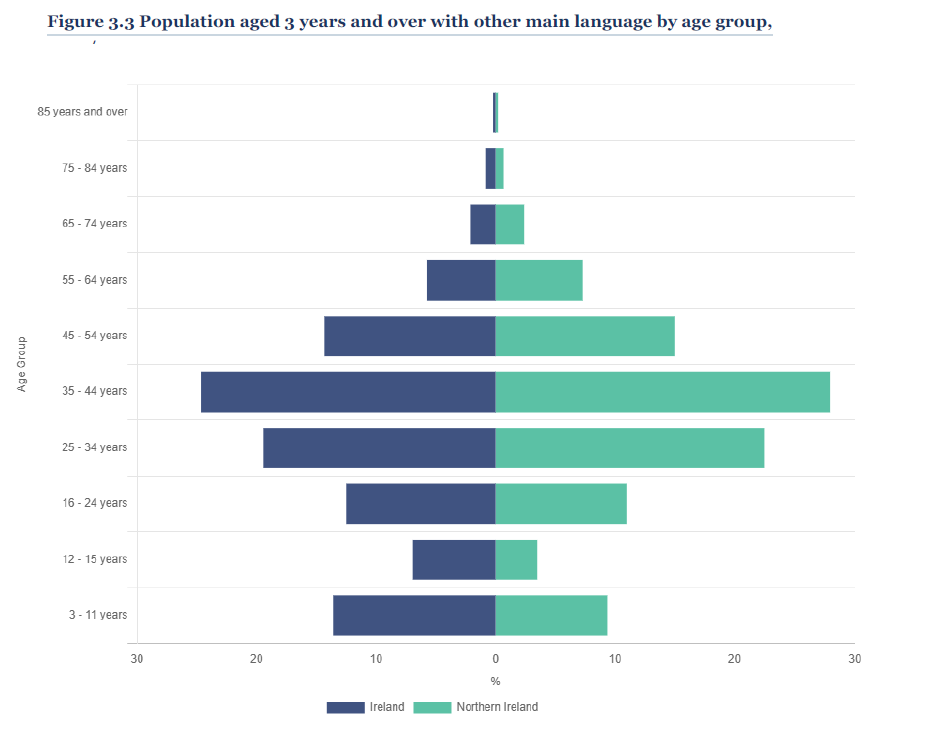 Figure 3.3 Population aged 3 years and over with other main language by age group,
85 years and over
75 - 84 years
65 - 74 years
55 - 64 years
45 - 54 years
35 - 44 years
25 - 34 years
16 - 24 years
12 - 15 years
3 - 11 years
Age Group
30 20 10 0 10 20 30
%
Ireland Northern Ireland